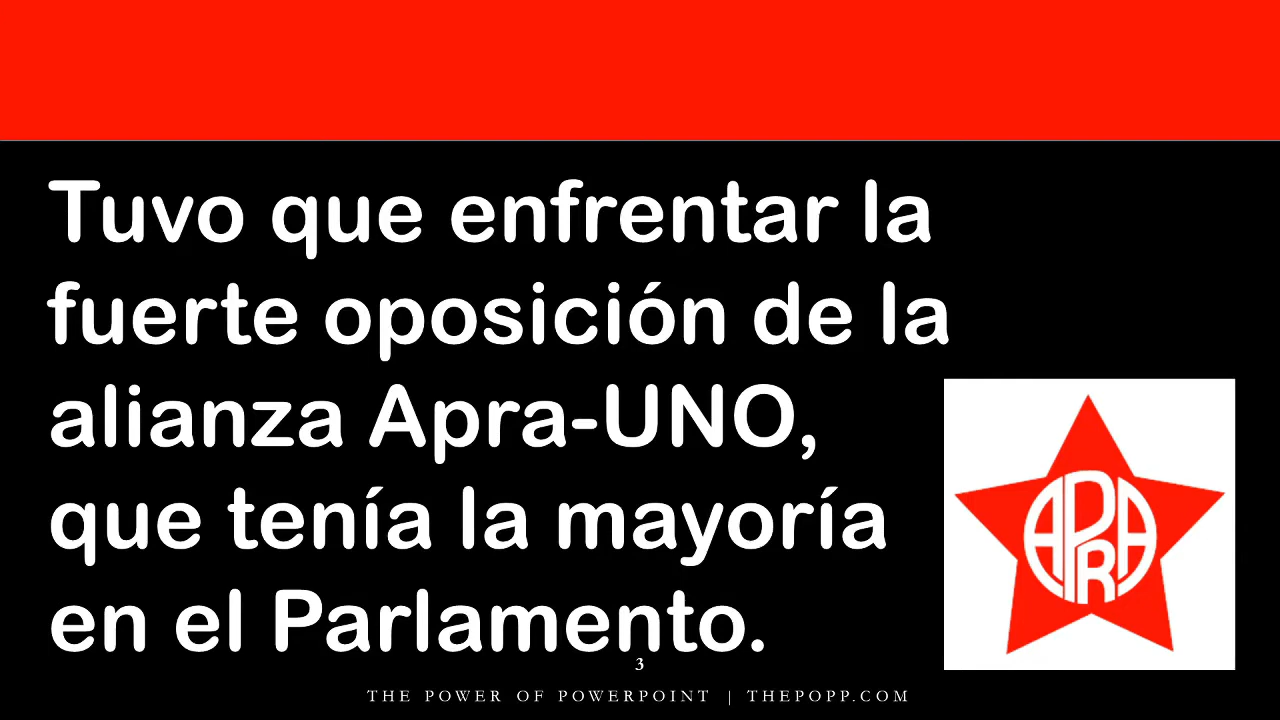 Tuvo que enfrentar la
fuerte oposición de la
alianza Apra-UNO,
que tenía la mayoría
en el Parlamento.
APRA
3
THE POWER OF POWERPOINT | THEPOPP.COM